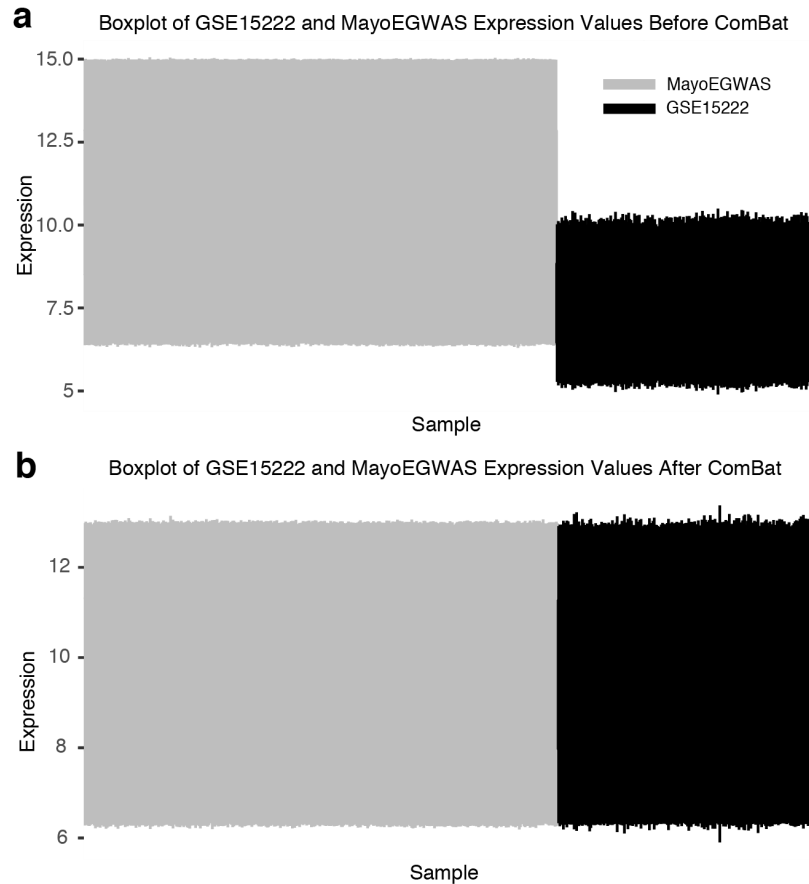 a
Boxplot of GSE15222 and MayoEGWAS Expression Values Before ComBat
15.0
12.5
10.0
7.5
5
Expression
MayoEGWAS
GSE15222
Sample
b
Boxplot of GSE15222 and MayoEGWAS Expression Values After ComBat
12
10
8
6
Expression
Sample